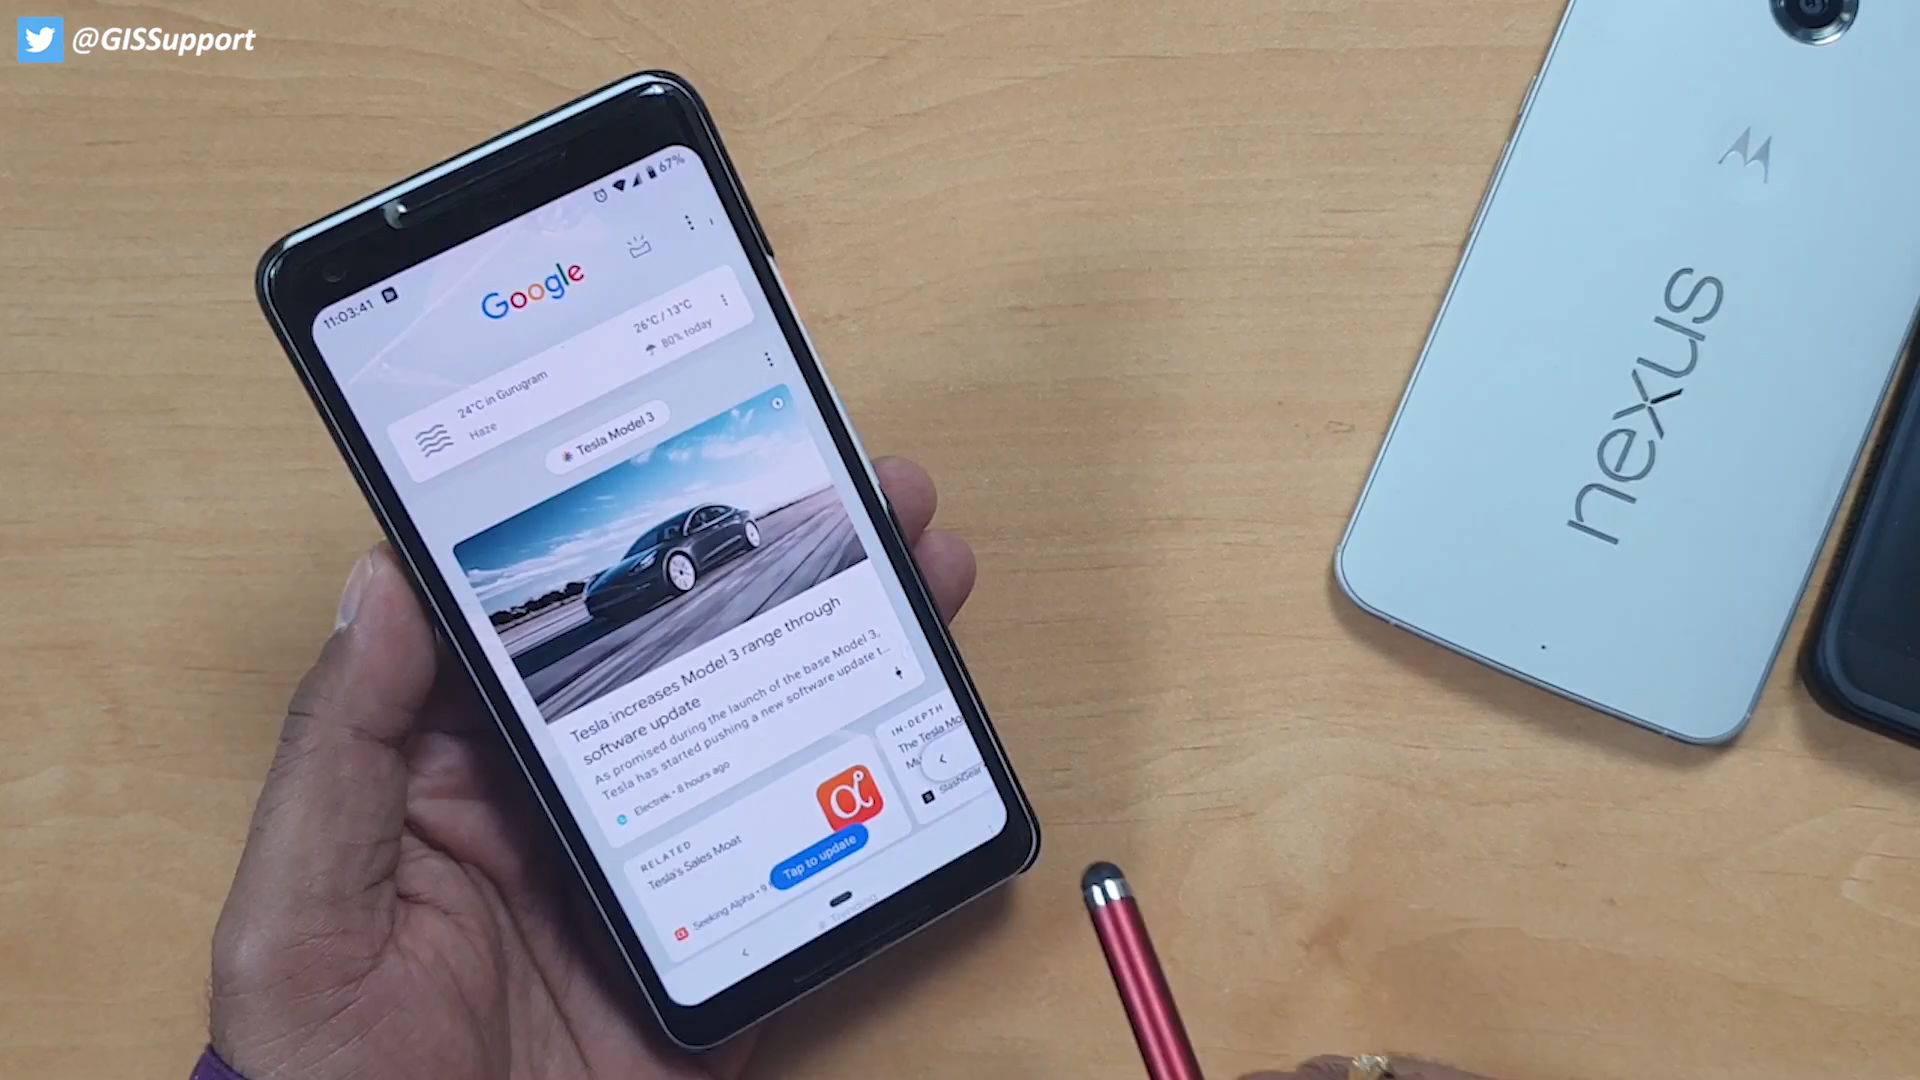 @GISSupport
67%
11:03:41
Google
26°C / 13°C
80% today
24°C in Gurugram
Haze
Tesla Model 3
Tesla increases Model 3 range through
software update
As promised during the launch of the base Model 3,
Tesla has started pushing a new software update t...
Electrek • 8 hours ago
RELATED
Tesla's Sales Moat
Seeking Alpha • 9
IN-DEPTH
The Tesla Mo
SlashGear
Tap to update
Trending
nexus